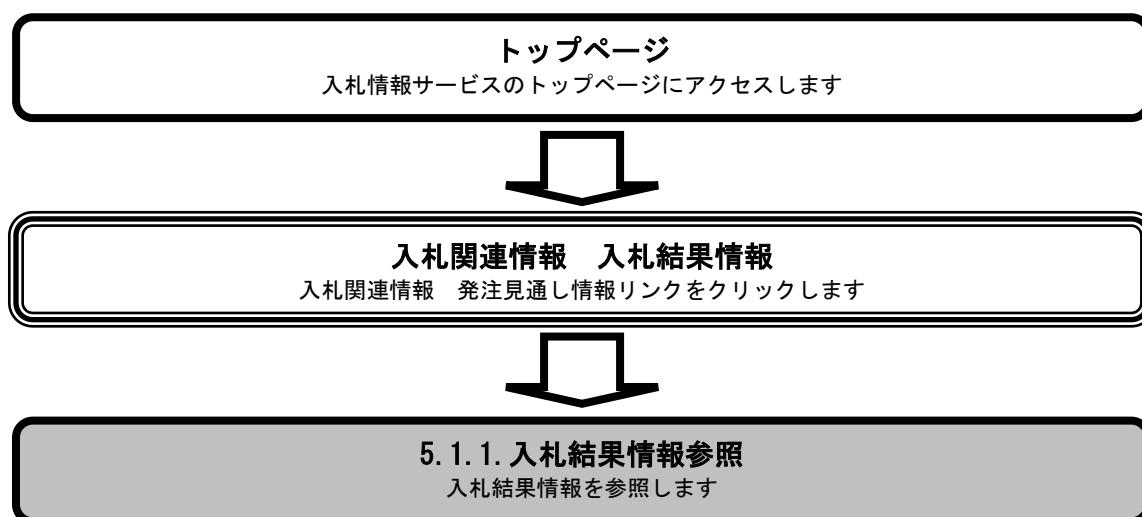 トップページ
入札情報サービスのトップページにアクセスします
入札関連情報　入札結果情報
入札関連情報　発注見通し情報リンクをクリックします
5.1.1.入札結果情報参照
入札結果情報を参照します